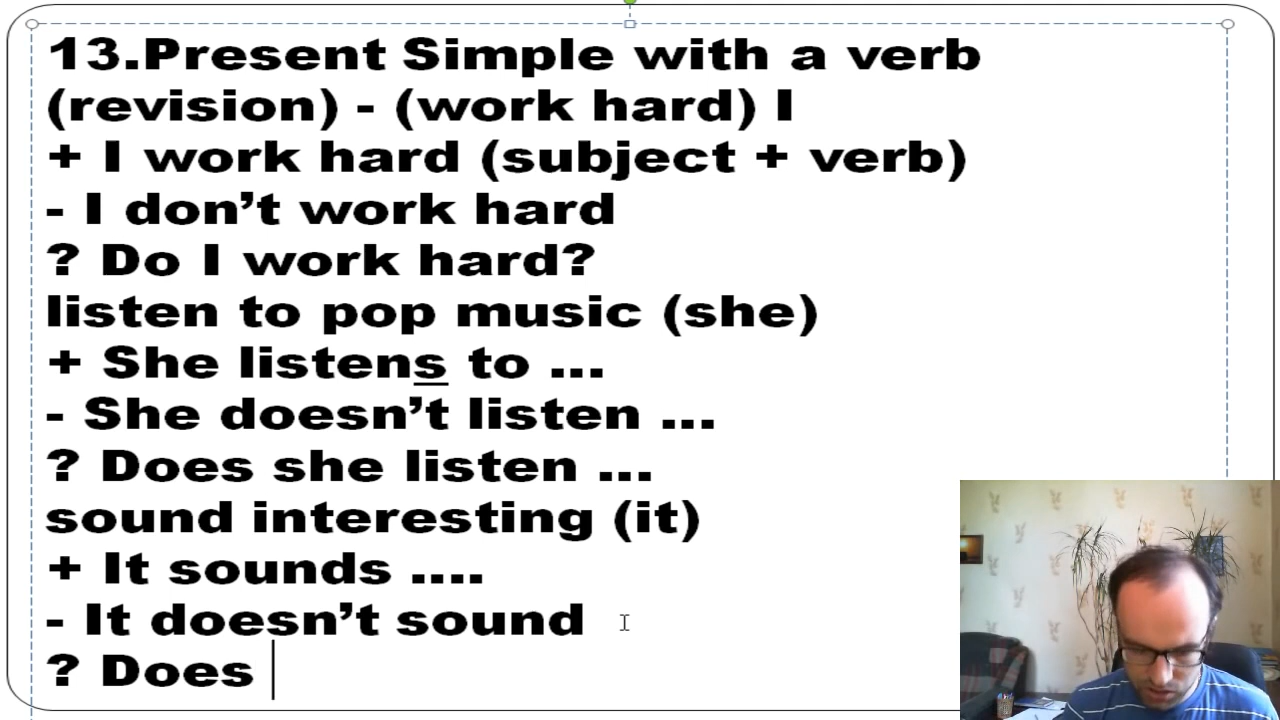 13.Present Simple with a verb
(revision) - (work hard) I
+ I work hard (subject + verb)
- I don’t work hard
? Do I work hard?
listen to pop music (she)
+ She listens to ...
- She doesn’t listen ...
? Does she listen ...
sound interesting (it)
+ It sounds ....
- It doesn’t sound
? Does